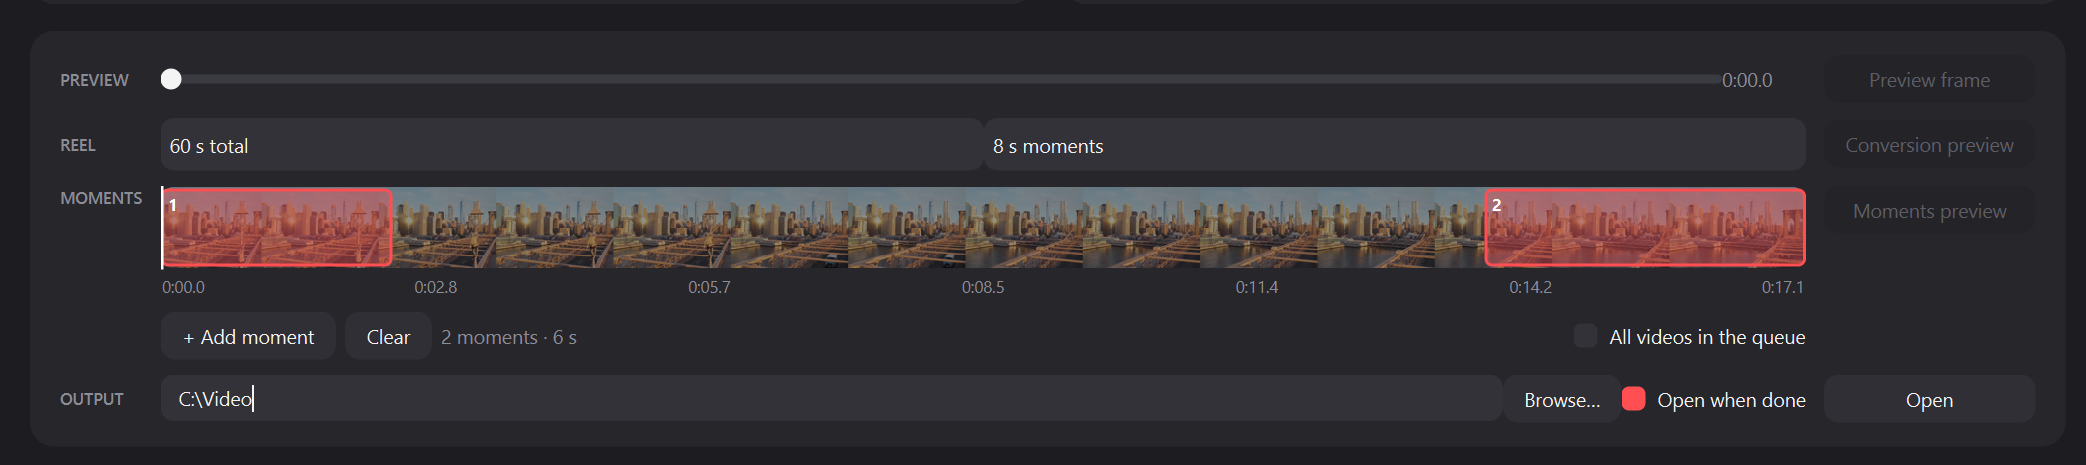 PREVIEW 0:00.0 Preview frame
REEL 60 s total 8 s moments Conversion preview
MOMENTS 1 2 Moments preview
0:00.0 0:02.8 0:05.7 0:08.5 0:11.4 0:14.2 0:17.1
+ Add moment Clear 2 moments · 6 s All videos in the queue
OUTPUT C:\Video Browse... Open when done Open